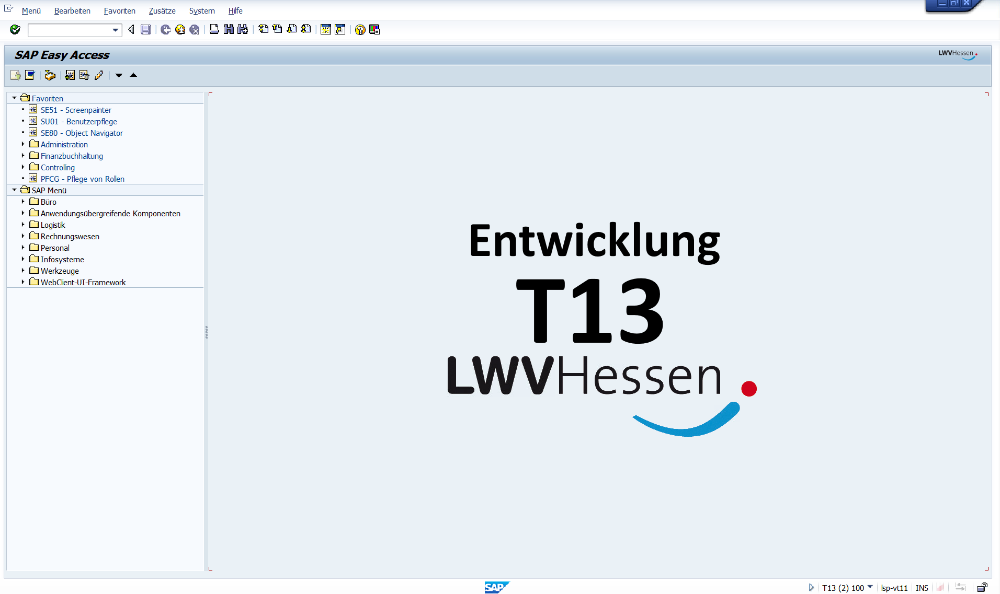 Menü Bearbeiten Favoriten Zusätze System Hilfe
SAP Easy Access
LWVHessen
Favoriten
SE51 - Screenpainter
SU01 - Benutzerpflege
SE80 - Object Navigator
Administration
Finanzbuchhaltung
Controlling
PFCG - Pflege von Rollen
SAP Menü
Büro
Anwendungsübergreifende Komponenten
Logistik
Rechnungswesen
Personal
Infosysteme
Werkzeuge
WebClient-UI-Framework
Entwicklung
T13
LWVHessen
SAP
T13 (2) 100 lsp-vt11 INS